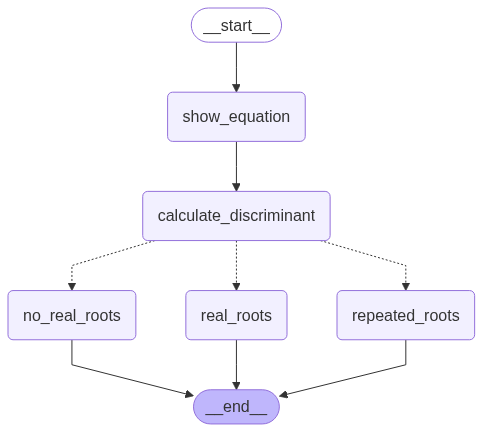 __start__
show_equation
calculate_discriminant
no_real_roots
real_roots
repeated_roots
__end__